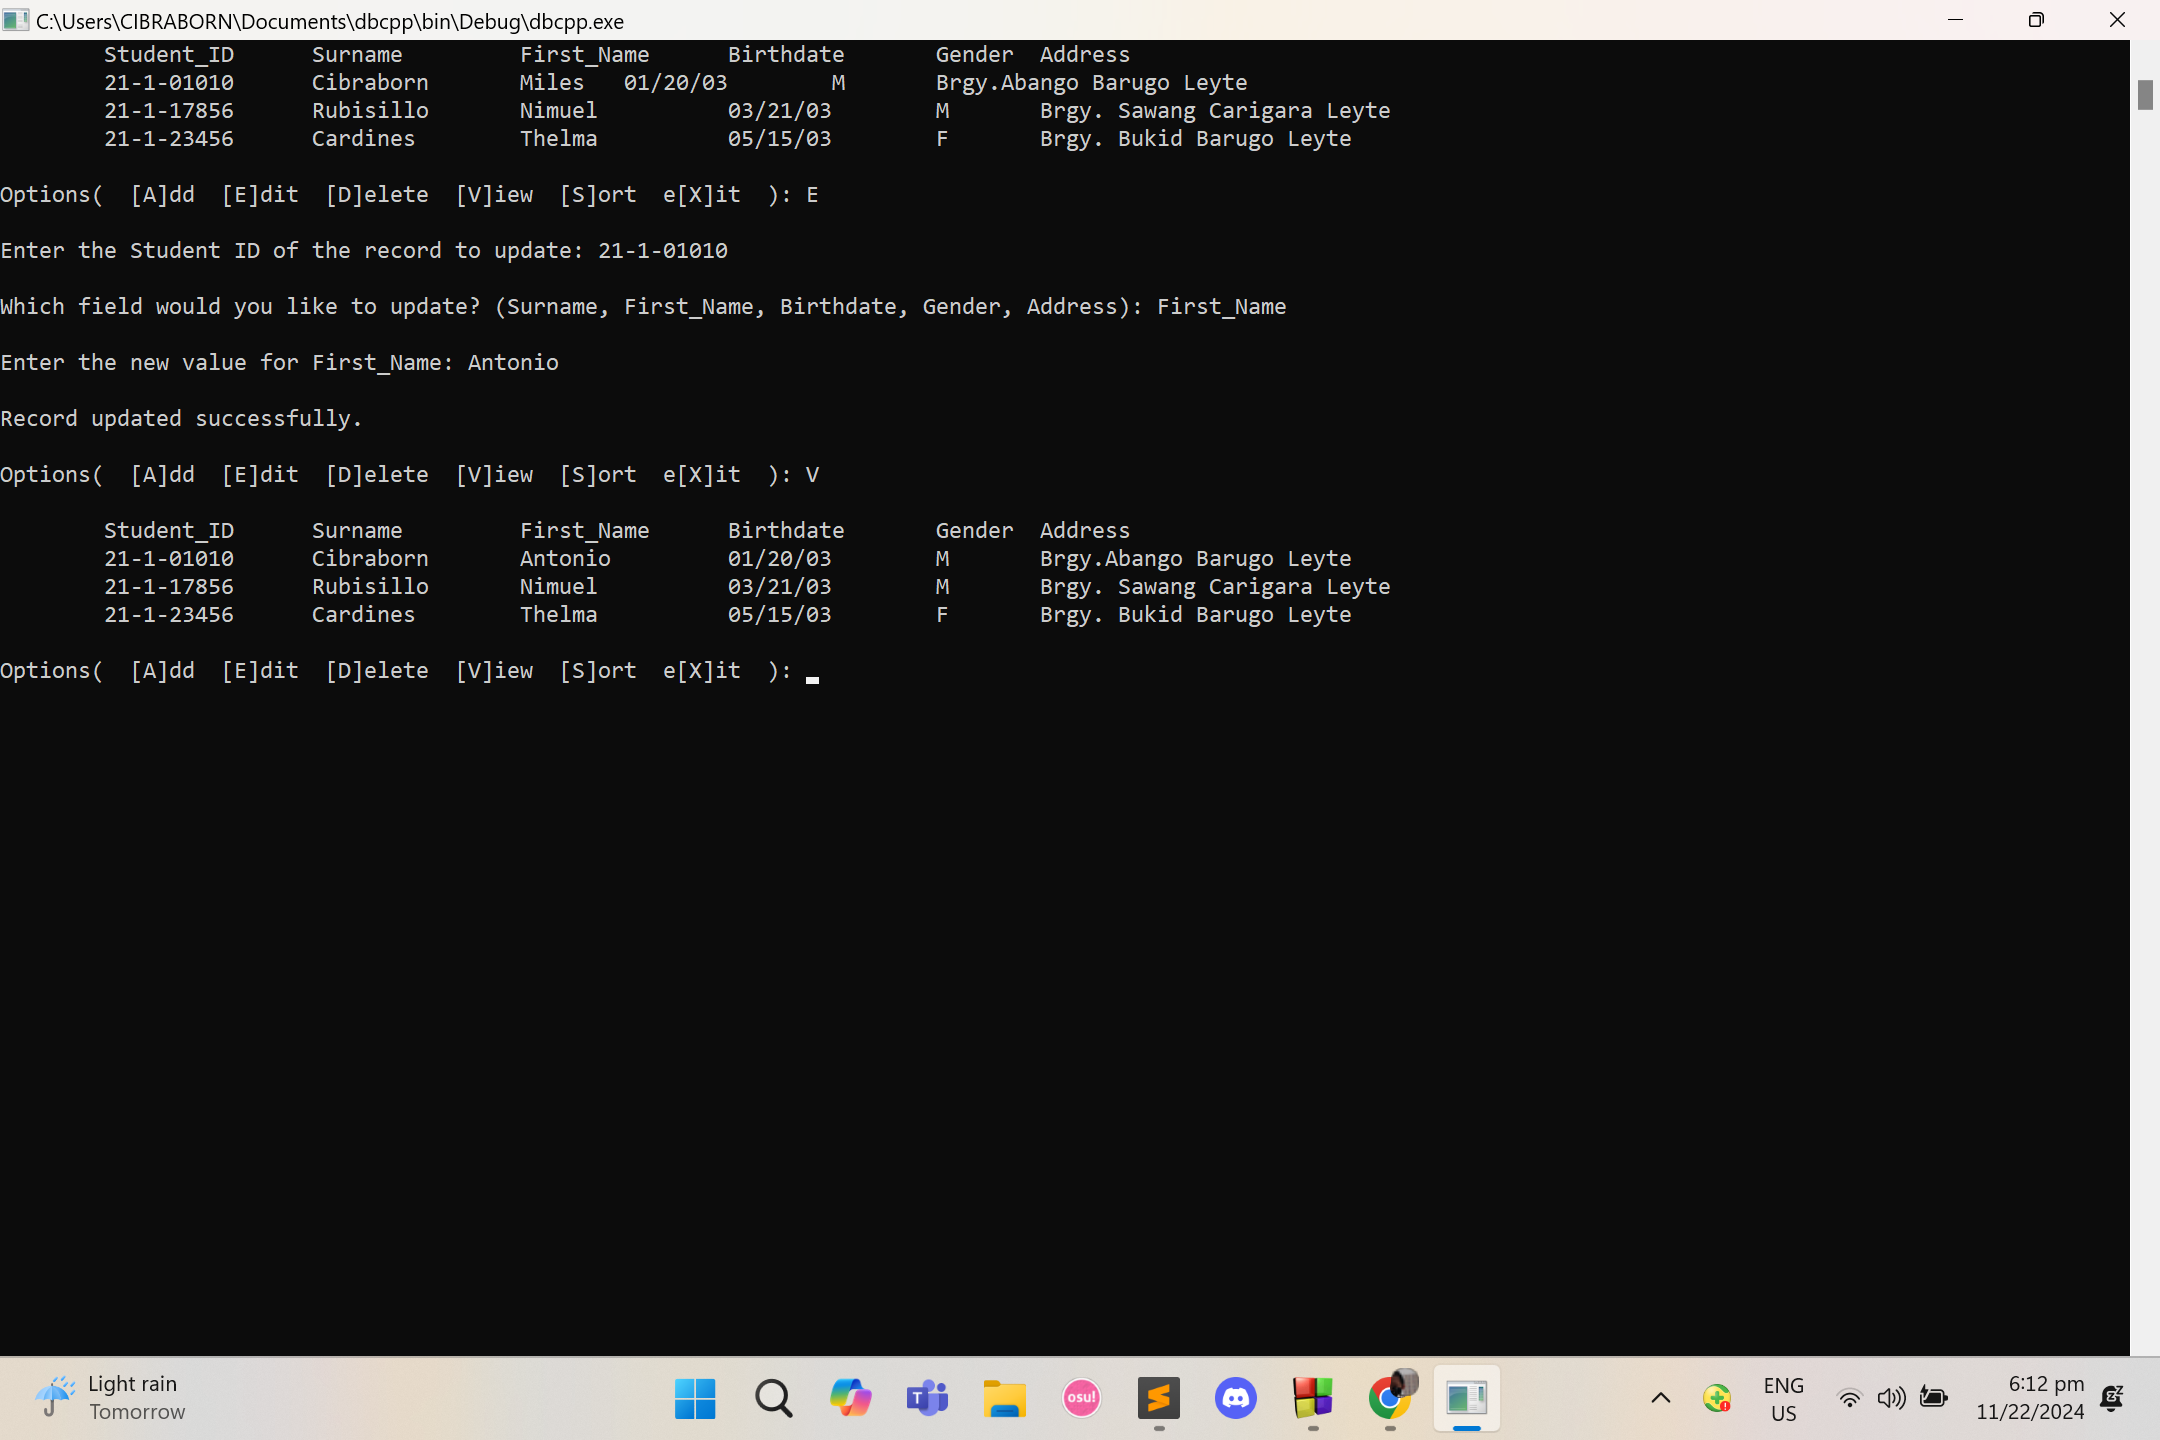 C:\Users\CIBRABORN\Documents\dbcpp\bin\Debug\dbcpp.exe
Student_ID Surname First_Name Birthdate Gender Address
21-1-01010 Cibraborn Miles 01/20/03 M Brgy.Abango Barugo Leyte
21-1-17856 Rubisillo Nimuel 03/21/03 M Brgy. Sawang Carigara Leyte
21-1-23456 Cardines Thelma 05/15/03 F Brgy. Bukid Barugo Leyte
Options( [A]dd [E]dit [D]elete [V]iew [S]ort e[X]it ): E
Enter the Student ID of the record to update: 21-1-01010
Which field would you like to update? (Surname, First_Name, Birthdate, Gender, Address): First_Name
Enter the new value for First_Name: Antonio
Record updated successfully.
Options( [A]dd [E]dit [D]elete [V]iew [S]ort e[X]it ): V
Student_ID Surname First_Name Birthdate Gender Address
21-1-01010 Cibraborn Antonio 01/20/03 M Brgy.Abango Barugo Leyte
21-1-17856 Rubisillo Nimuel 03/21/03 M Brgy. Sawang Carigara Leyte
21-1-23456 Cardines Thelma 05/15/03 F Brgy. Bukid Barugo Leyte
Options( [A]dd [E]dit [D]elete [V]iew [S]ort e[X]it ):
Light rain
Tomorrow
T
osu!
ENG
US
6:12 pm
11/22/2024